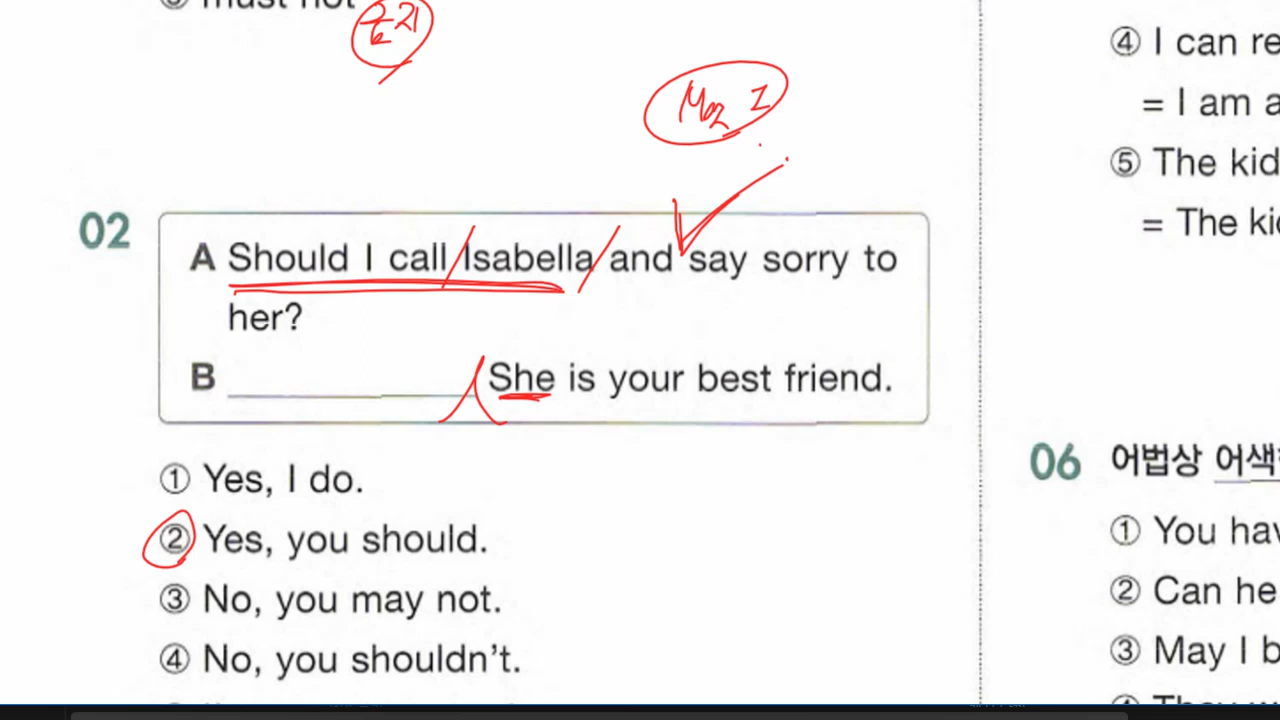 ③ must not
금지
May I
02
A Should I call Isabella and say sorry to
her?
B ____________ She is your best friend.
① Yes, I do.
② Yes, you should.
③ No, you may not.
④ No, you shouldn't.
④ I can re
= I am a
⑤ The kid
= The ki
06 어법상 어색
① You hav
② Can he
③ May I b